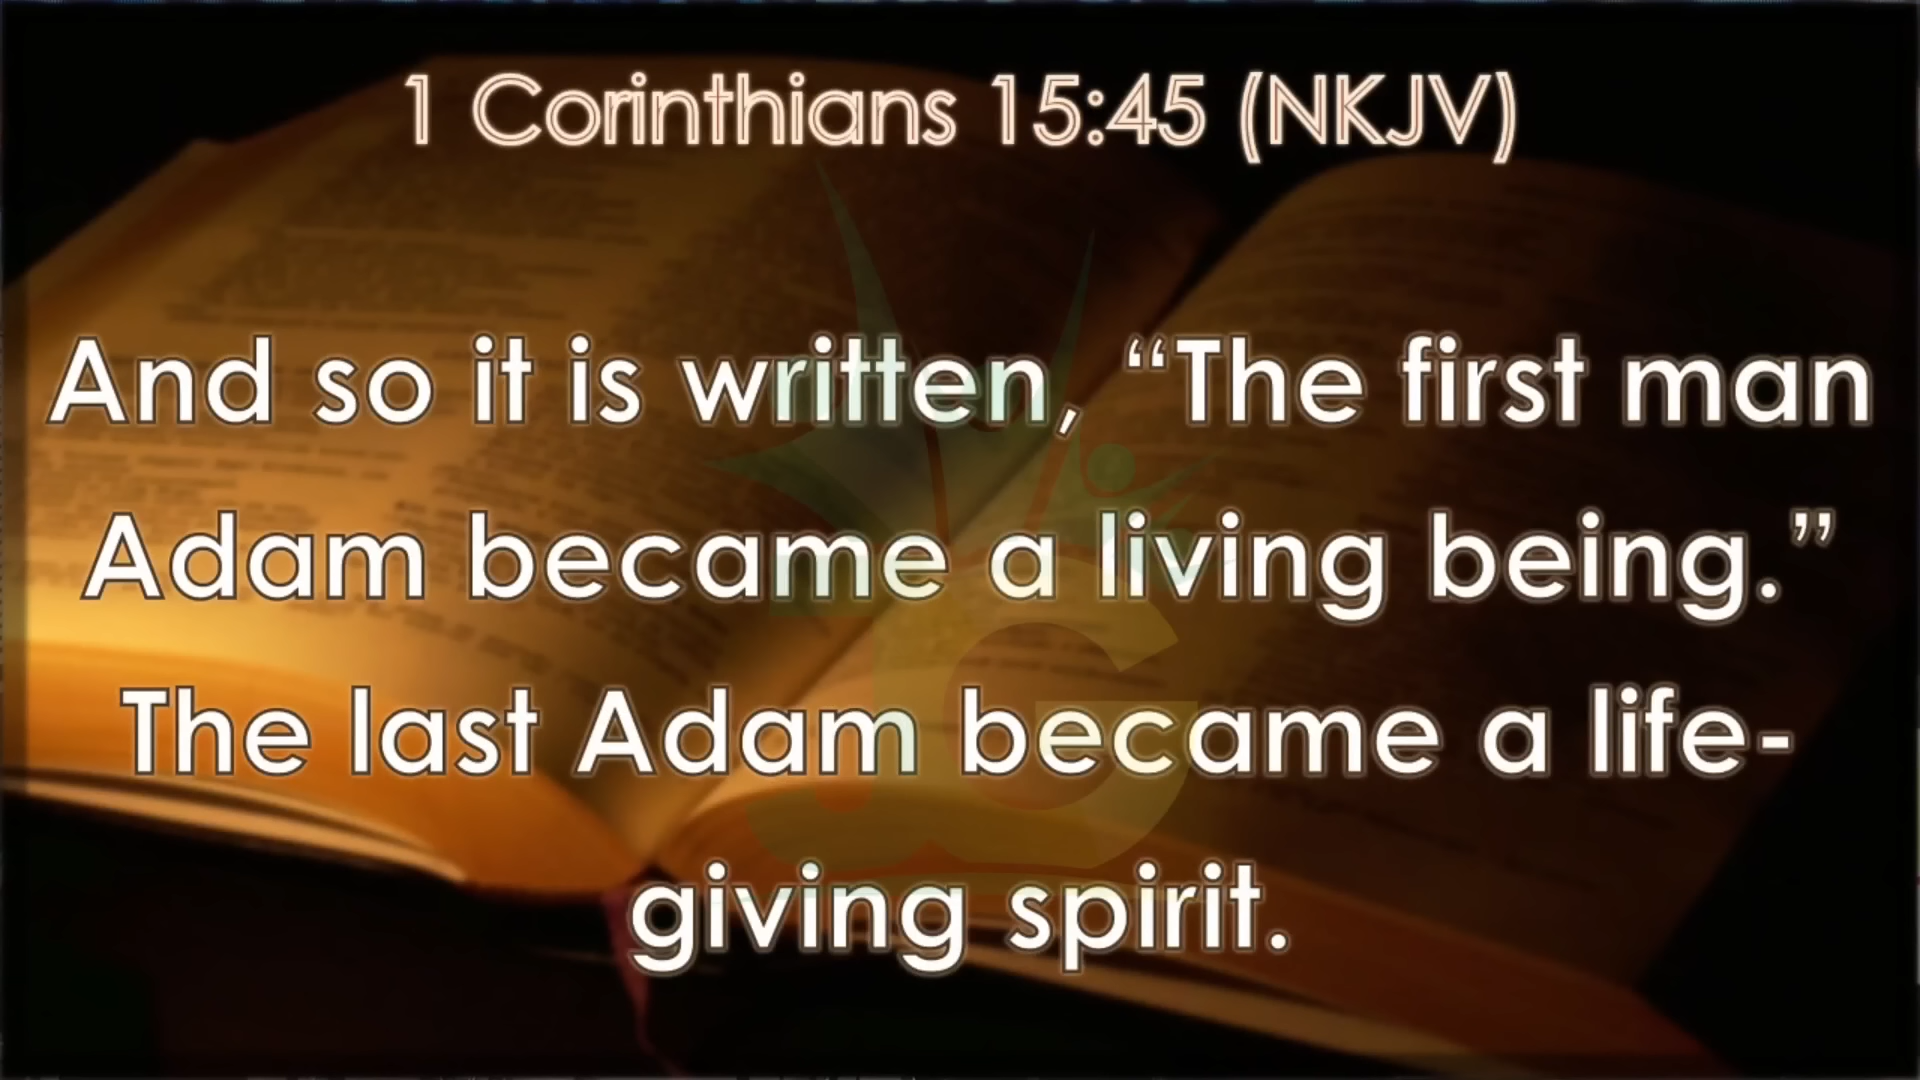 1 Corinthians 15:45 (NKJV)
And so it is written, “The first man
Adam became a living being.”
The last Adam became a life-
giving spirit.